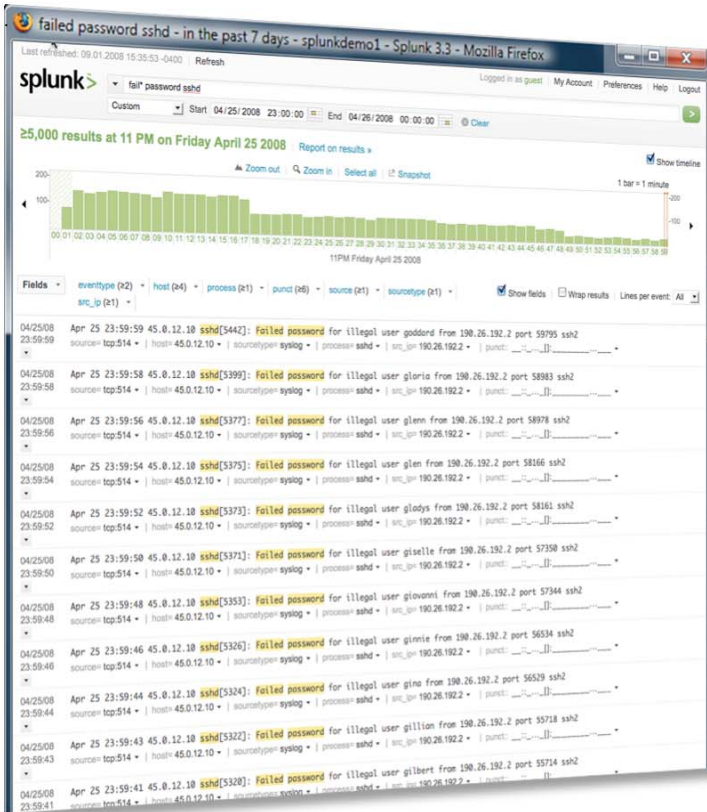 failed password sshd - in the past 7 days - splunkdemo1 - Splunk 3.3 - Mozilla Firefox
Last refreshed: 09.01.2008 15:35:53 -0400 Refresh
Logged in as guest | My Account | Preferences | Help | Logout
splunk>
fail* password sshd
Custom Start 04/25/2008 23:00:00 End 04/26/2008 00:00:00 Clear
≥5,000 results at 11 PM on Friday April 25 2008 Report on results »
Show timeline
Zoom out | Zoom in | Select all | Snapshot
1 bar = 1 minute
200- -200
100- -100
00 01 02 03 04 05 06 07 08 09 10 11 12 13 14 15 16 17 18 19 20 21 22 23 24 25 26 27 28 29 30 31 32 33 34 35 36 37 38 39 40 41 42 43 44 45 46 47 48 49 50 51 52 53 54 55 56 57 58 59
11PM Friday April 25 2008
Fields eventtype (≥2) host (≥4) process (≥1) punct (≥6) source (≥1) sourcetype (≥1) Show fields Wrap results Lines per event: All
src_ip (≥1)
04/25/08 Apr 25 23:59:59 45.0.12.10 sshd[5442]: Failed password for illegal user goddard from 190.26.192.2 port 59795 ssh2
23:59:59 source= tcp:514 | host= 45.0.12.10 | sourcetype= syslog | process= sshd | src_ip= 190.26.192.2 | punct:
04/25/08 Apr 25 23:59:58 45.0.12.10 sshd[5399]: Failed password for illegal user gloria from 190.26.192.2 port 58983 ssh2
23:59:58 source= tcp:514 | host= 45.0.12.10 | sourcetype= syslog | process= sshd | src_ip= 190.26.192.2 | punct:
04/25/08 Apr 25 23:59:56 45.0.12.10 sshd[5377]: Failed password for illegal user glenn from 190.26.192.2 port 58978 ssh2
23:59:56 source= tcp:514 | host= 45.0.12.10 | sourcetype= syslog | process= sshd | src_ip= 190.26.192.2 | punct:
04/25/08 Apr 25 23:59:54 45.0.12.10 sshd[5375]: Failed password for illegal user glen from 190.26.192.2 port 58166 ssh2
23:59:54 source= tcp:514 | host= 45.0.12.10 | sourcetype= syslog | process= sshd | src_ip= 190.26.192.2 | punct:
04/25/08 Apr 25 23:59:52 45.0.12.10 sshd[5373]: Failed password for illegal user gladys from 190.26.192.2 port 58161 ssh2
23:59:52 source= tcp:514 | host= 45.0.12.10 | sourcetype= syslog | process= sshd | src_ip= 190.26.192.2 | punct:
04/25/08 Apr 25 23:59:50 45.0.12.10 sshd[5371]: Failed password for illegal user giselle from 190.26.192.2 port 57350 ssh2
23:59:50 source= tcp:514 | host= 45.0.12.10 | sourcetype= syslog | process= sshd | src_ip= 190.26.192.2 | punct:
04/25/08 Apr 25 23:59:48 45.0.12.10 sshd[5353]: Failed password for illegal user giovanni from 190.26.192.2 port 57344 ssh2
23:59:48 source= tcp:514 | host= 45.0.12.10 | sourcetype= syslog | process= sshd | src_ip= 190.26.192.2 | punct:
04/25/08 Apr 25 23:59:46 45.0.12.10 sshd[5326]: Failed password for illegal user ginnie from 190.26.192.2 port 56534 ssh2
23:59:46 source= tcp:514 | host= 45.0.12.10 | sourcetype= syslog | process= sshd | src_ip= 190.26.192.2 | punct:
04/25/08 Apr 25 23:59:44 45.0.12.10 sshd[5324]: Failed password for illegal user gina from 190.26.192.2 port 56529 ssh2
23:59:44 source= tcp:514 | host= 45.0.12.10 | sourcetype= syslog | process= sshd | src_ip= 190.26.192.2 | punct:
04/25/08 Apr 25 23:59:43 45.0.12.10 sshd[5322]: Failed password for illegal user gillian from 190.26.192.2 port 55718 ssh2
23:59:43 source= tcp:514 | host= 45.0.12.10 | sourcetype= syslog | process= sshd | src_ip= 190.26.192.2 | punct:
04/25/08 Apr 25 23:59:41 45.0.12.10 sshd[5320]: Failed password for illegal user gilbert from 190.26.192.2 port 55714 ssh2
23:59:41 source= tcp:514 | host= 45.0.12.10 | sourcetype= syslog | process= sshd | src_ip= 190.26.192.2 | punct: